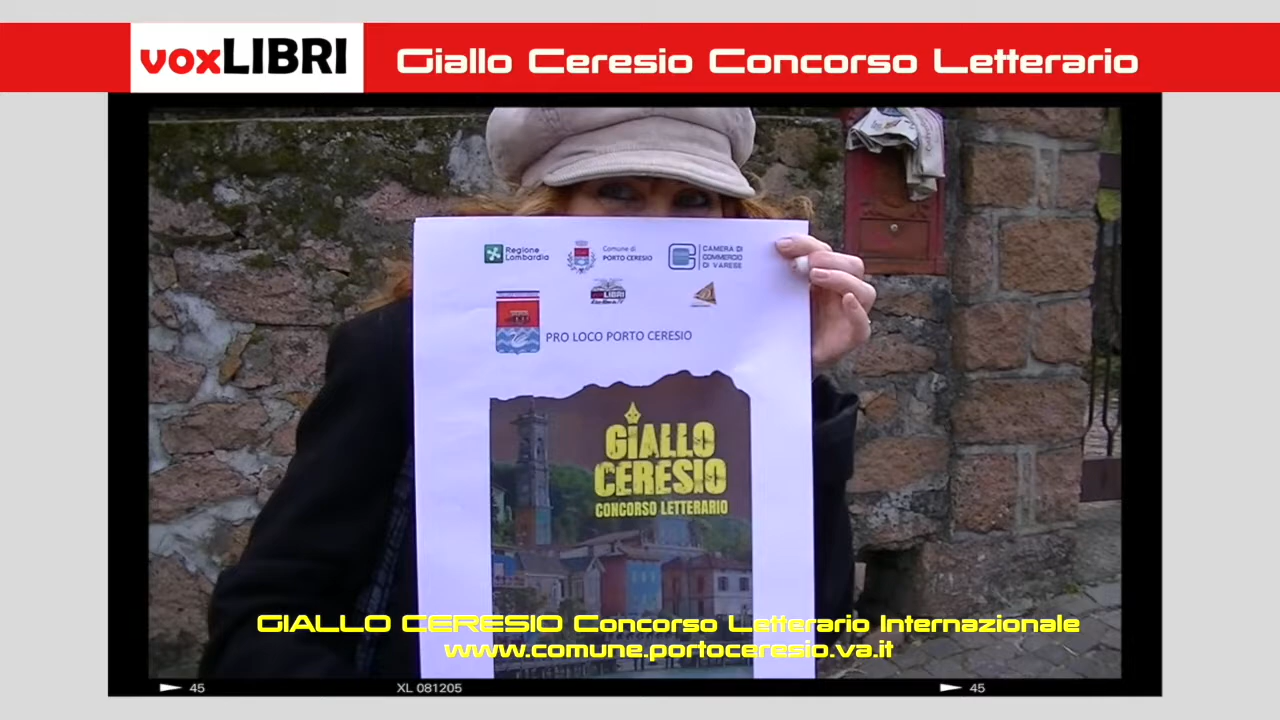 voxLIBRI
Giallo Ceresio Concorso Letterario
Regione
Lombardia
Comune di
PORTO CERESIO
CAMERA DI
COMMERCIO
DI VARESE
voxLIBRI
PRO LOCO PORTO CERESIO
GIALLO
CERESIO
CONCORSO LETTERARIO
GIALLO CERESIO Concorso Letterario Internazionale
www.comune.portoceresio.va.it
45
XL 081205
45